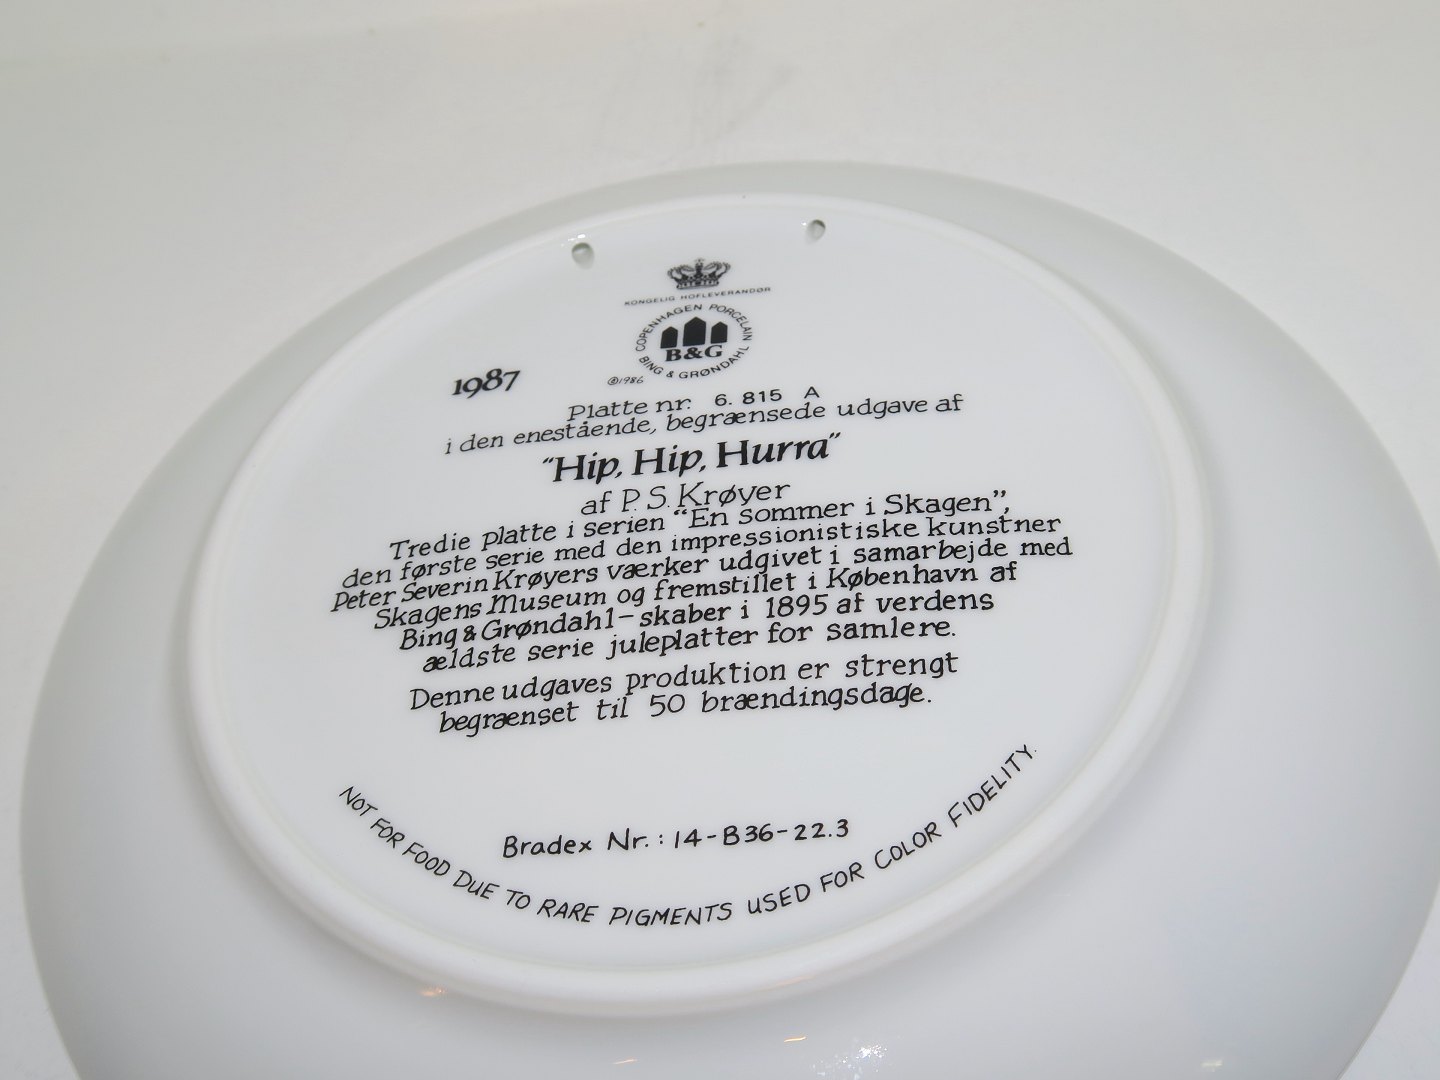 KONGELIG HOFLEVERANDØR
COPENHAGEN PORCELAIN
B&G
BING & GRØNDAHL
©1986
1987
Platte nr. 6. 815 A
i den enestående, begrænsede udgave af
"Hip, Hip, Hurra"
af P. S. Krøyer
Tredie platte i serien "En sommer i Skagen",
den første serie med den impressionistiske kunstner
Peter Severin Krøyers værker udgivet i samarbejde med
Skagens Museum og fremstillet i København af
Bing & Grøndahl - skaber i 1895 af verdens
ældste serie juleplatter for samlere.
Denne udgaves produktion er strengt
begrænset til 50 brændingsdage.
Bradex Nr.: 14-B36-22.3
NOT FOR FOOD DUE TO RARE PIGMENTS USED FOR COLOR FIDELITY.